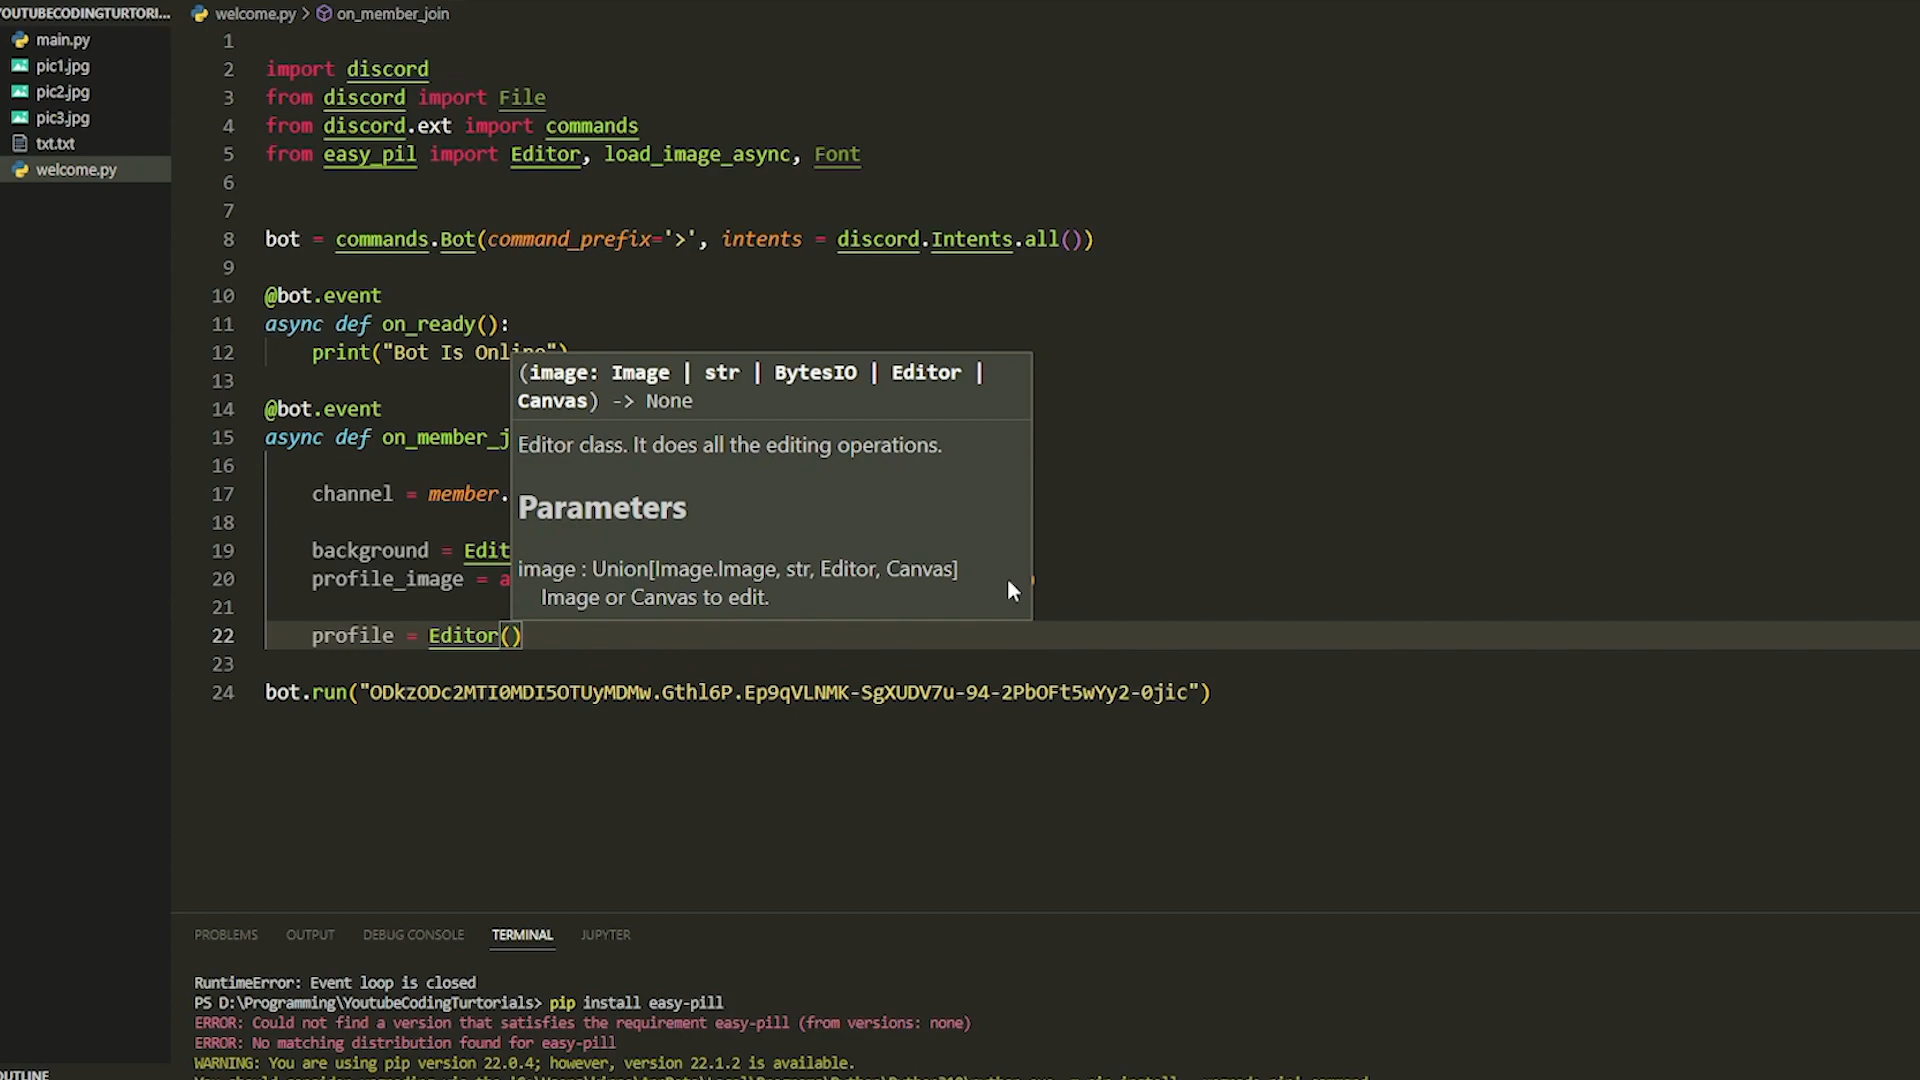 YOUTUBECODINGTURTORI...
main.py
pic1.jpg
pic2.jpg
pic3.jpg
txt.txt
welcome.py
welcome.py > on_member_join
1
2 import discord
3 from discord import File
4 from discord.ext import commands
5 from easy_pil import Editor, load_image_async, Font
6
7
8 bot = commands.Bot(command_prefix='>', intents = discord.Intents.all())
9
10 @bot.event
11 async def on_ready():
12 print("Bot Is Online")
13
14 @bot.event
15 async def on_member_j
16
17 channel = member.
18
19 background = Edit
20 profile_image = a
21
22 profile = Editor()
23
24 bot.run("ODkzODc2MTI0MDI5OTUyMDMw.Gthl6P.Ep9qVLNMK-SgXUDV7u-94-2PbOFt5wYy2-0jic")
(image: Image | str | BytesIO | Editor |
Canvas) -> None
Editor class. It does all the editing operations.
Parameters
image : Union[Image.Image, str, Editor, Canvas]
Image or Canvas to edit.
PROBLEMS OUTPUT DEBUG CONSOLE TERMINAL JUPYTER
RuntimeError: Event loop is closed
PS D:\Programming\YoutubeCodingTurtorials> pip install easy-pill
ERROR: Could not find a version that satisfies the requirement easy-pill (from versions: none)
ERROR: No matching distribution found for easy-pill
WARNING: You are using pip version 22.0.4; however, version 22.1.2 is available.
OUTLINE